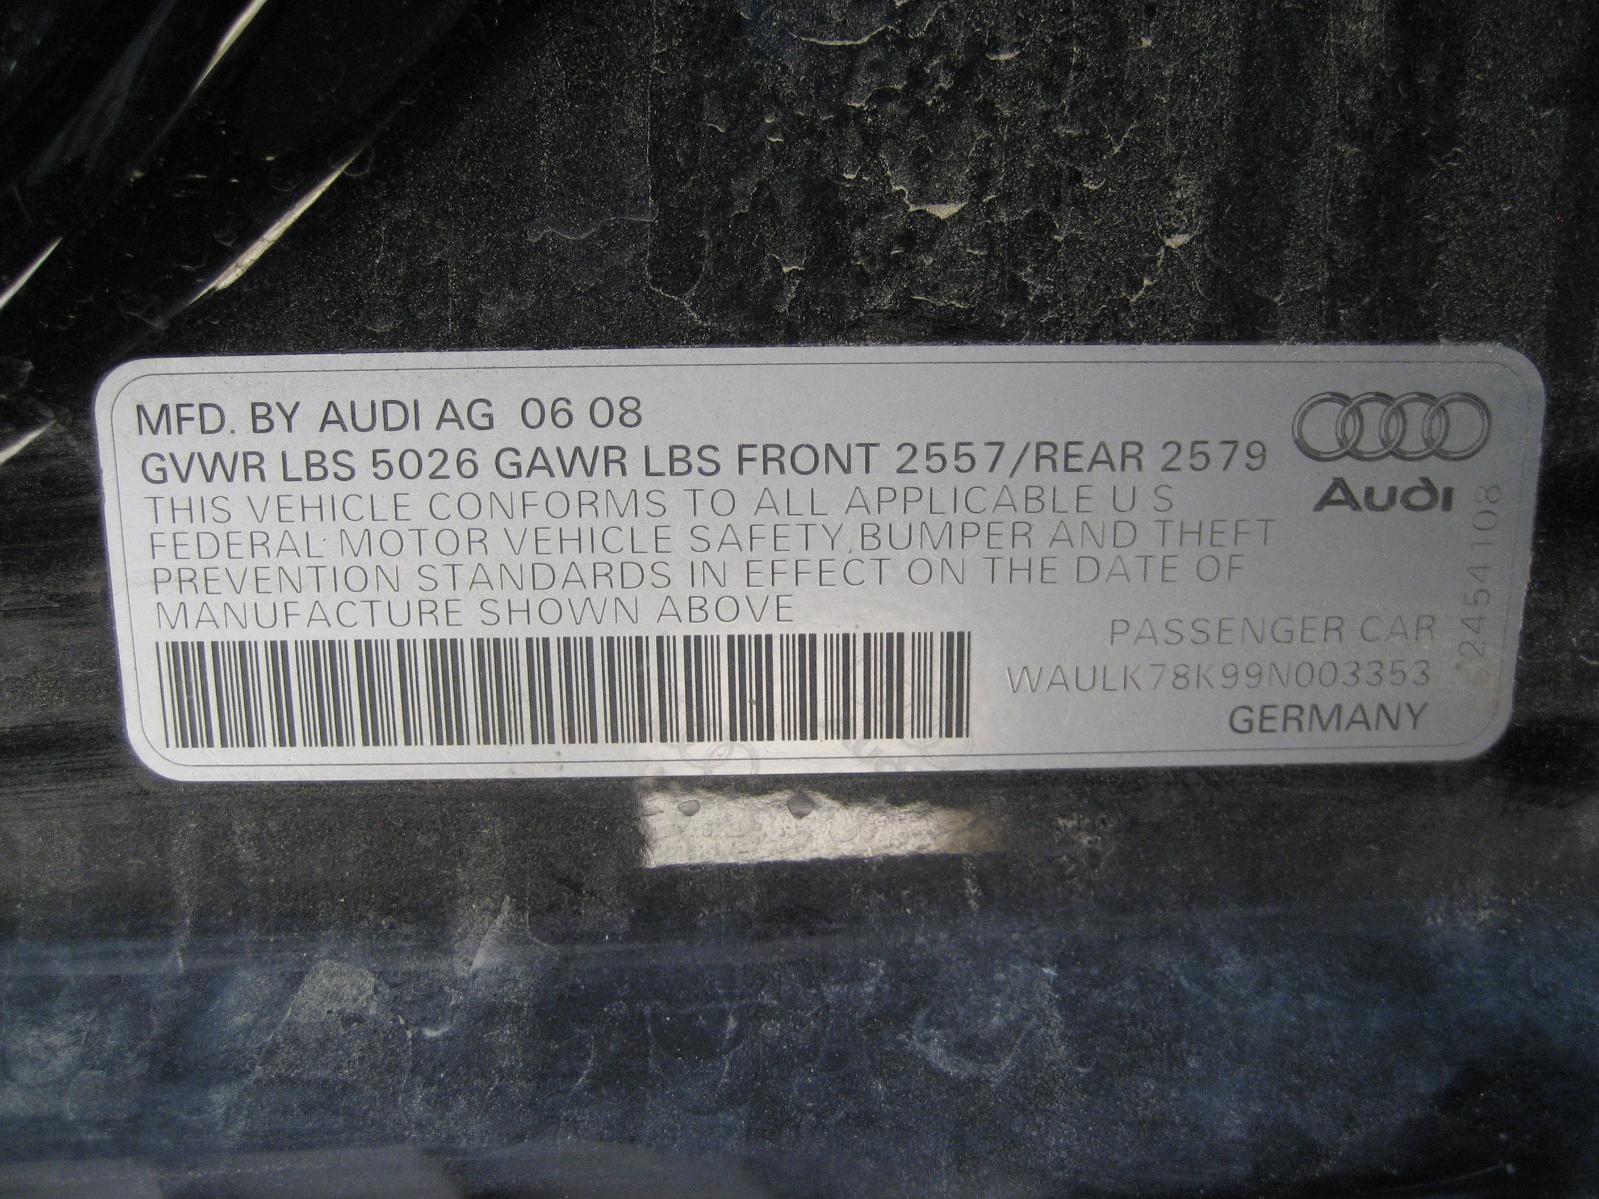 MFD. BY AUDI AG 06 08
GVWR LBS 5026 GAWR LBS FRONT 2557/REAR 2579
THIS VEHICLE CONFORMS TO ALL APPLICABLE U.S
FEDERAL MOTOR VEHICLE SAFETY, BUMPER AND THEFT
PREVENTION STANDARDS IN EFFECT ON THE DATE OF
MANUFACTURE SHOWN ABOVE
Audi
PASSENGER CAR
WAULK78K99N003353
GERMANY
2454108